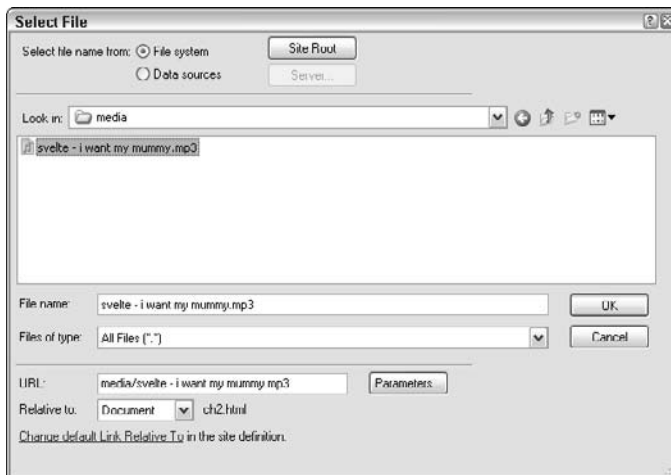 Select File
Select file name from: File system
Site Root
Data sources
Server...
Look in: media
svelte - i want my mummy.mp3
File name: svelte - i want my mummy.mp3
OK
Files of type: All Files (*.*)
Cancel
URL: media/svelte - i want my mummy.mp3
Parameters...
Relative to: Document ch2.html
Change default Link Relative To in the site definition.